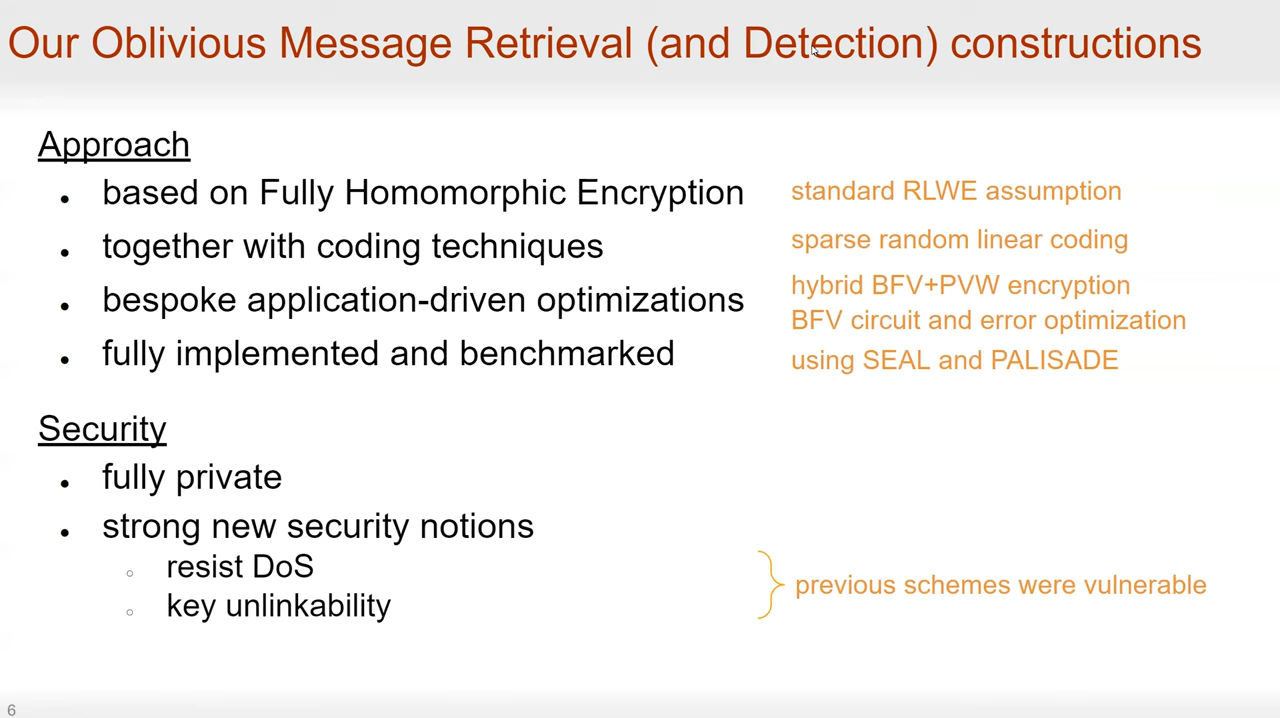 Our Oblivious Message Retrieval (and Detection) constructions
Approach
• based on Fully Homomorphic Encryption
standard RLWE assumption
• together with coding techniques
sparse random linear coding
• bespoke application-driven optimizations
hybrid BFV+PVW encryption
BFV circuit and error optimization
• fully implemented and benchmarked
using SEAL and PALISADE
Security
• fully private
• strong new security notions
○ resist DoS
○ key unlinkability
previous schemes were vulnerable
6